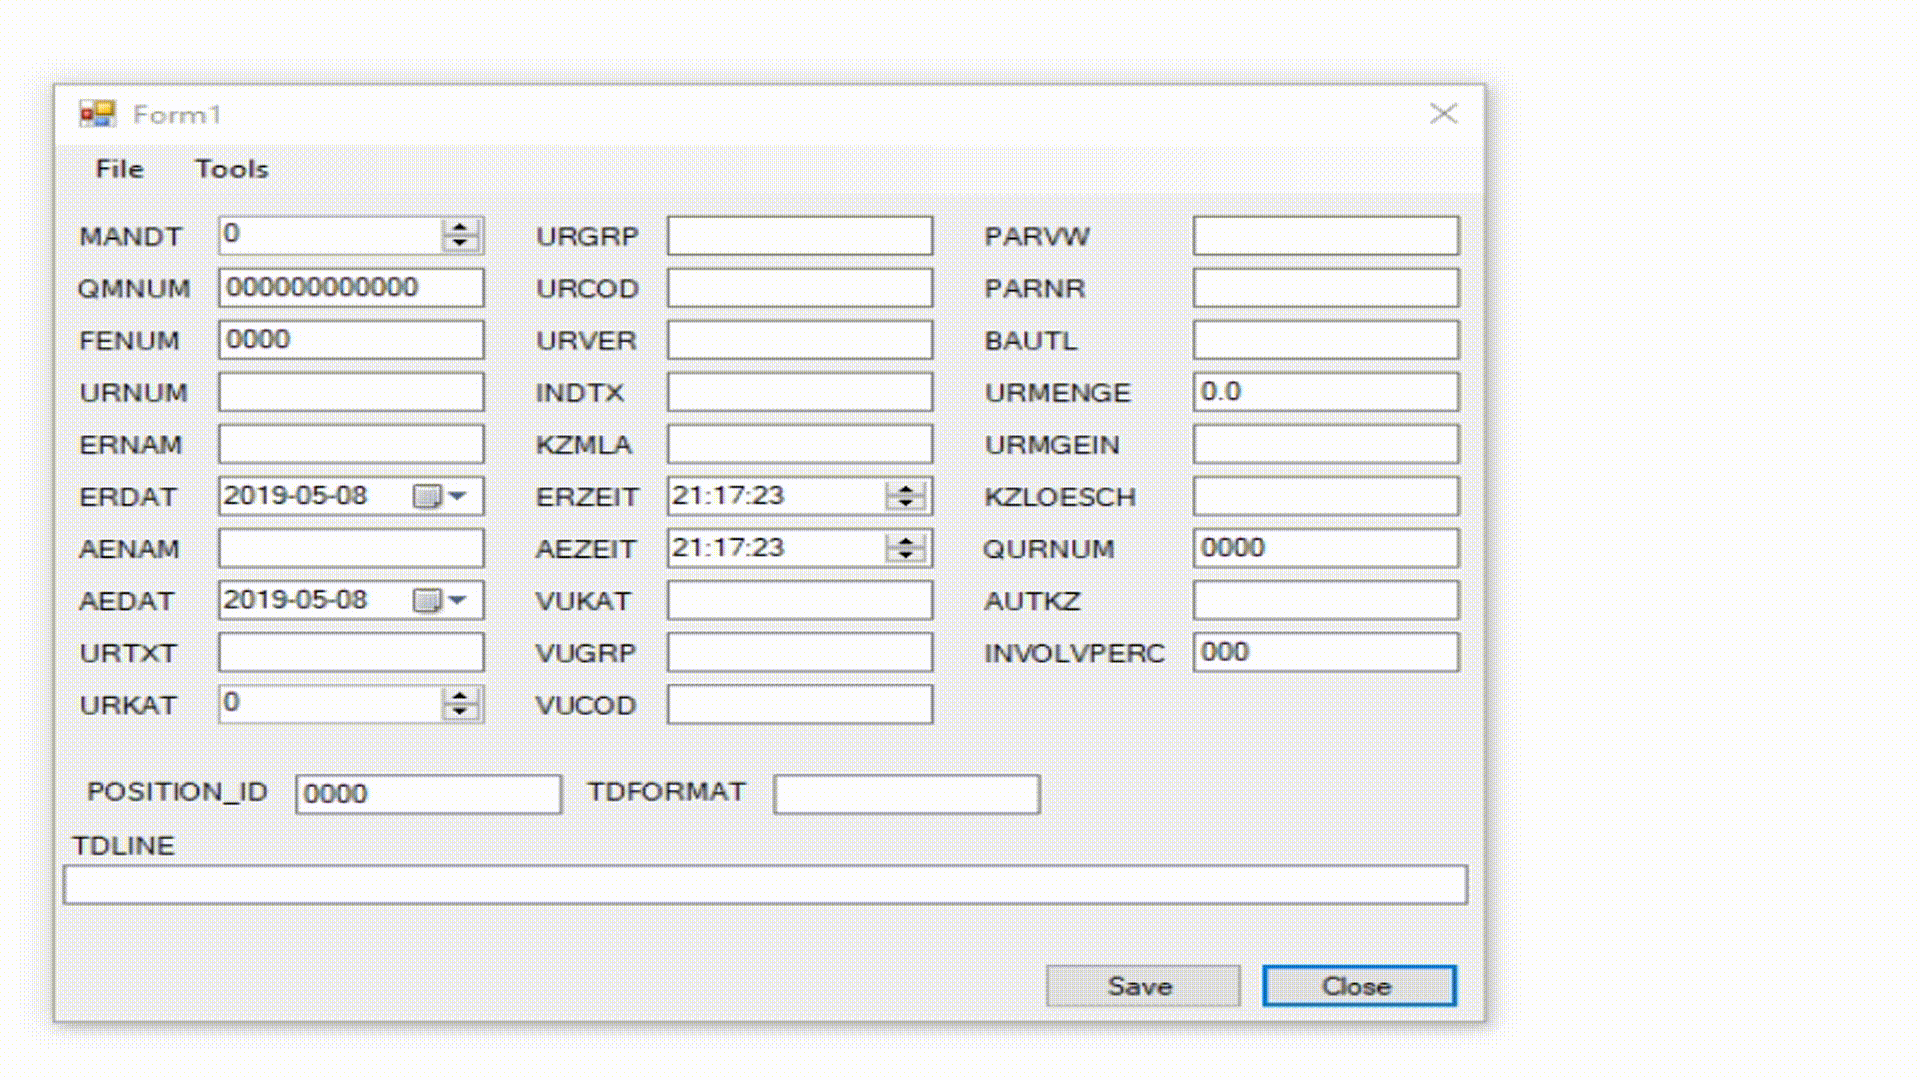 Form1
File Tools
MANDT 0 URGRP PARVW
QMNUM 000000000000 URCOD PARNR
FENUM 0000 URVER BAUTL
URNUM INDTX URMENGE 0.0
ERNAM KZMLA URMGEIN
ERDAT 2019-05-08 ERZEIT 21:17:23 KZLOESCH
AENAM AEZEIT 21:17:23 QURNUM 0000
AEDAT 2019-05-08 VUKAT AUTKZ
URTXT VUGRP INVOLVPERC 000
URKAT 0 VUCOD
POSITION_ID 0000 TDFORMAT
TDLINE
Save Close